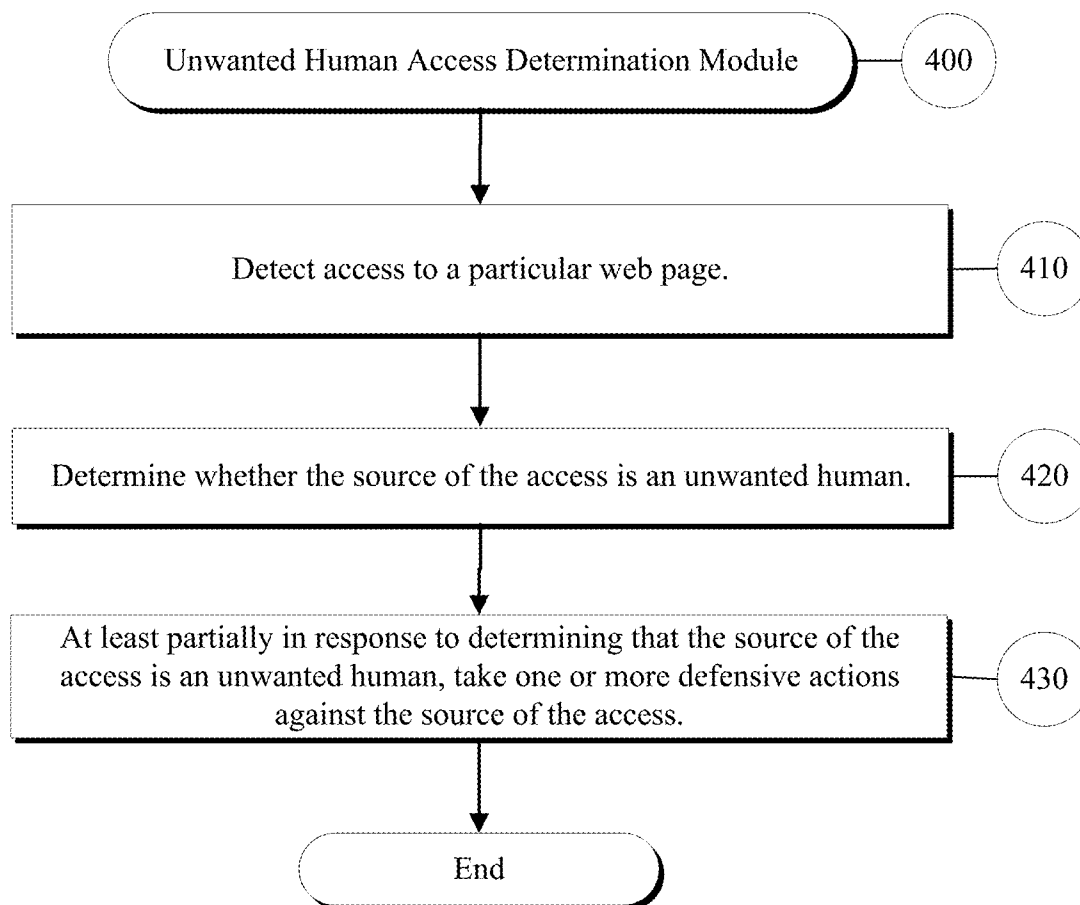 Unwanted Human Access Determination Module
400
Detect access to a particular web page.
410
Determine whether the source of the access is an unwanted human.
420
At least partially in response to determining that the source of the
access is an unwanted human, take one or more defensive actions
against the source of the access.
430
End